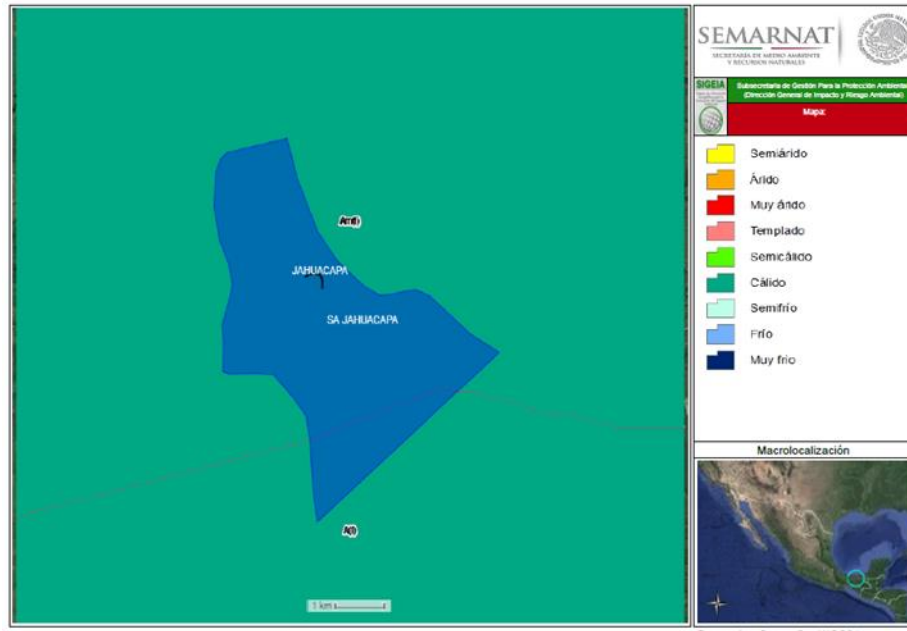 Am(f)
JAHUACAPA
SA JAHUACAPA
A(f)
1 km
SEMARNAT
SECRETARÍA DE MEDIO AMBIENTE
Y RECURSOS NATURALES
SIGEIA
Subsecretaría de Gestión Para la Protección Ambiental
(Dirección General de Impacto y Riesgo Ambiental)
Mapa:
Semiárido
Árido
Muy árido
Templado
Semicálido
Cálido
Semifrío
Frío
Muy frío
Macrolocalización